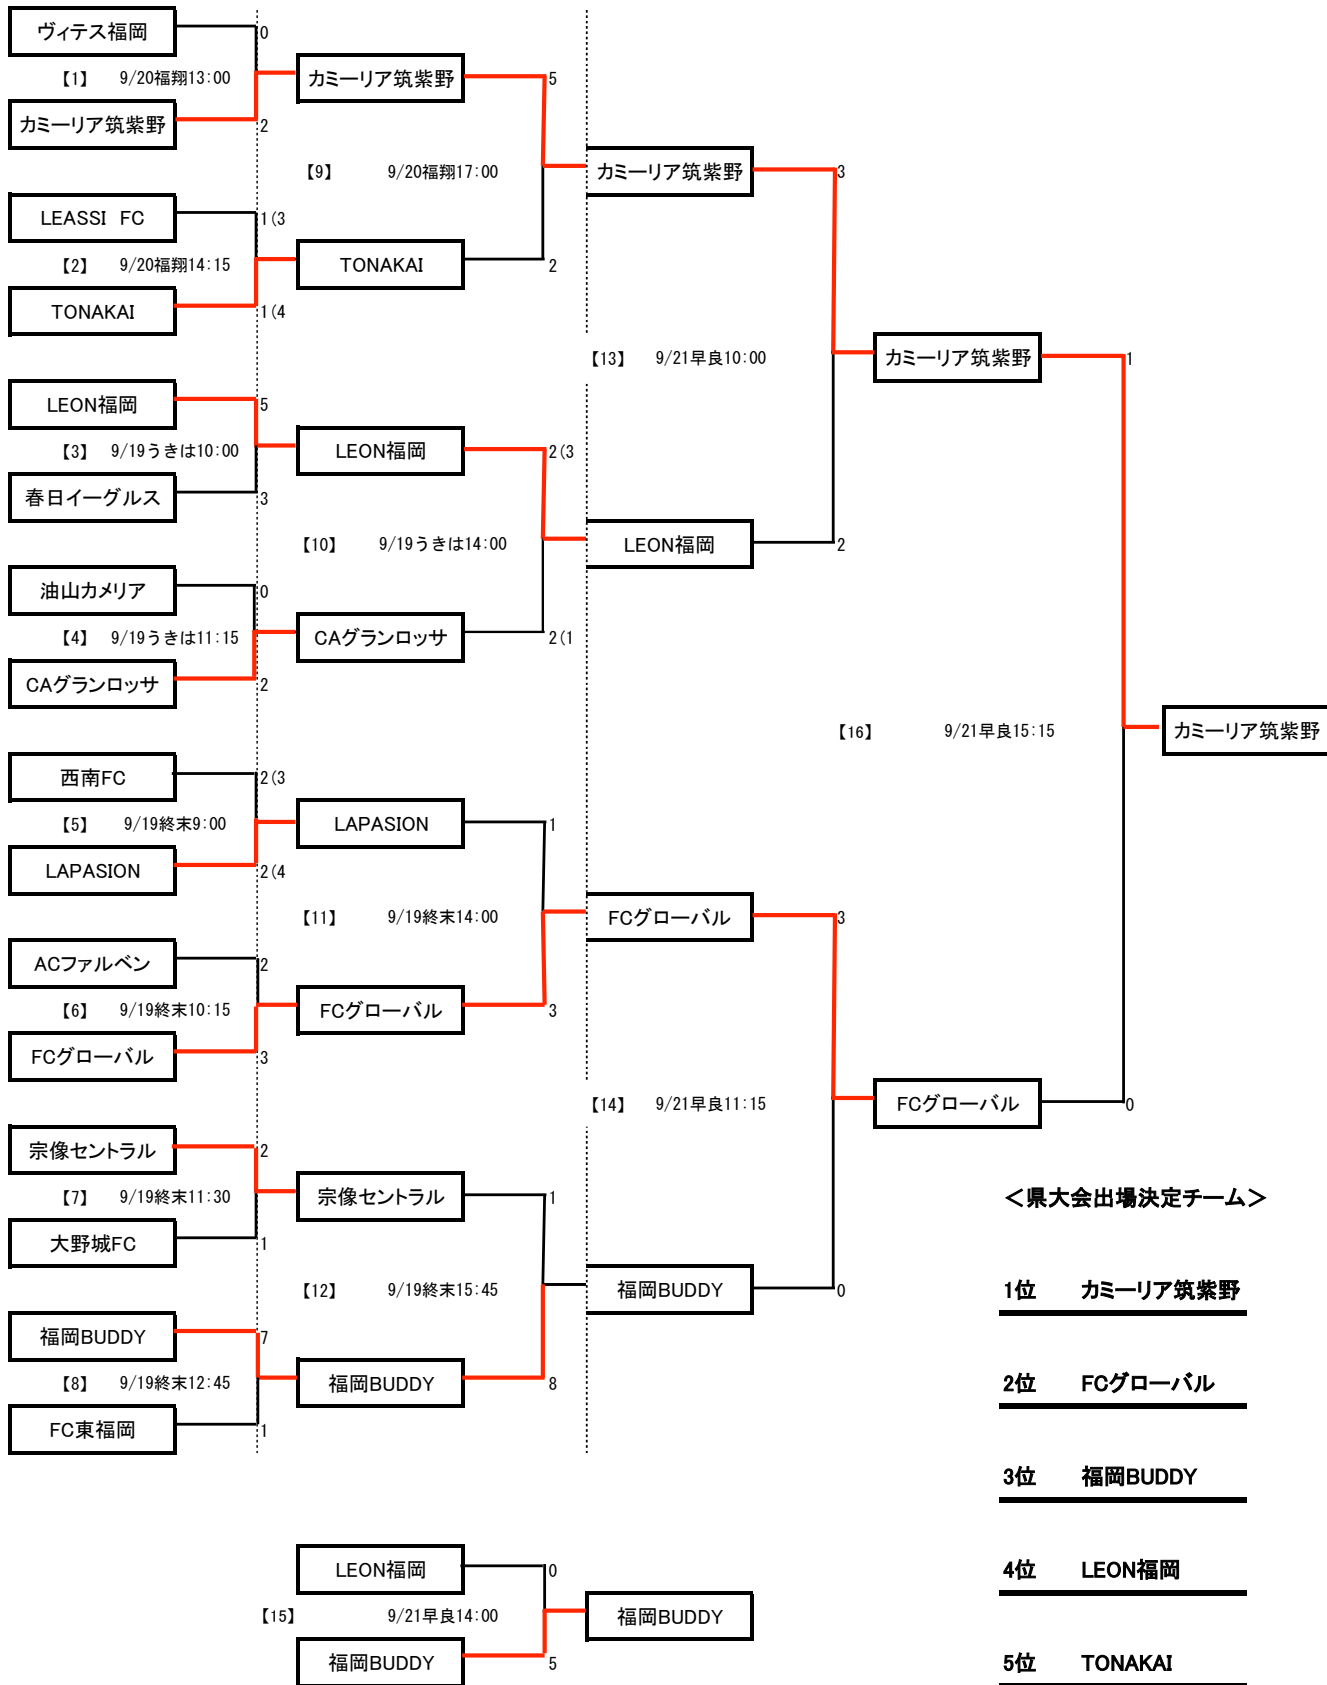 ヴィテス福岡
0
【1】 9/20福翔13:00
カミーリア筑紫野
2
カミーリア筑紫野
5
【9】 9/20福翔17:00
LEASSI FC
1(3
【2】 9/20福翔14:15
TONAKAI
1(4
TONAKAI
2
カミーリア筑紫野
3
【13】 9/21早良10:00
LEON福岡
5
【3】 9/19うきは10:00
春日イーグルス
3
LEON福岡
2(3
【10】 9/19うきは14:00
油山カメリア
0
【4】 9/19うきは11:15
CAグランロッサ
2
CAグランロッサ
2(1
LEON福岡
2
カミーリア筑紫野
1
【16】 9/21早良15:15
カミーリア筑紫野
西南FC
2(3
【5】 9/19終末9:00
LAPASION
2(4
LAPASION
1
【11】 9/19終末14:00
ACファルベン
2
【6】 9/19終末10:15
FCグローバル
3
FCグローバル
3
FCグローバル
3
【14】 9/21早良11:15
FCグローバル
0
宗像セントラル
2
【7】 9/19終末11:30
大野城FC
1
宗像セントラル
1
【12】 9/19終末15:45
福岡BUDDY
7
【8】 9/19終末12:45
FC東福岡
1
福岡BUDDY
8
福岡BUDDY
0
＜県大会出場決定チーム＞
1位 カミーリア筑紫野
2位 FCグローバル
3位 福岡BUDDY
4位 LEON福岡
5位 TONAKAI
LEON福岡
0
【15】 9/21早良14:00
福岡BUDDY
5
福岡BUDDY